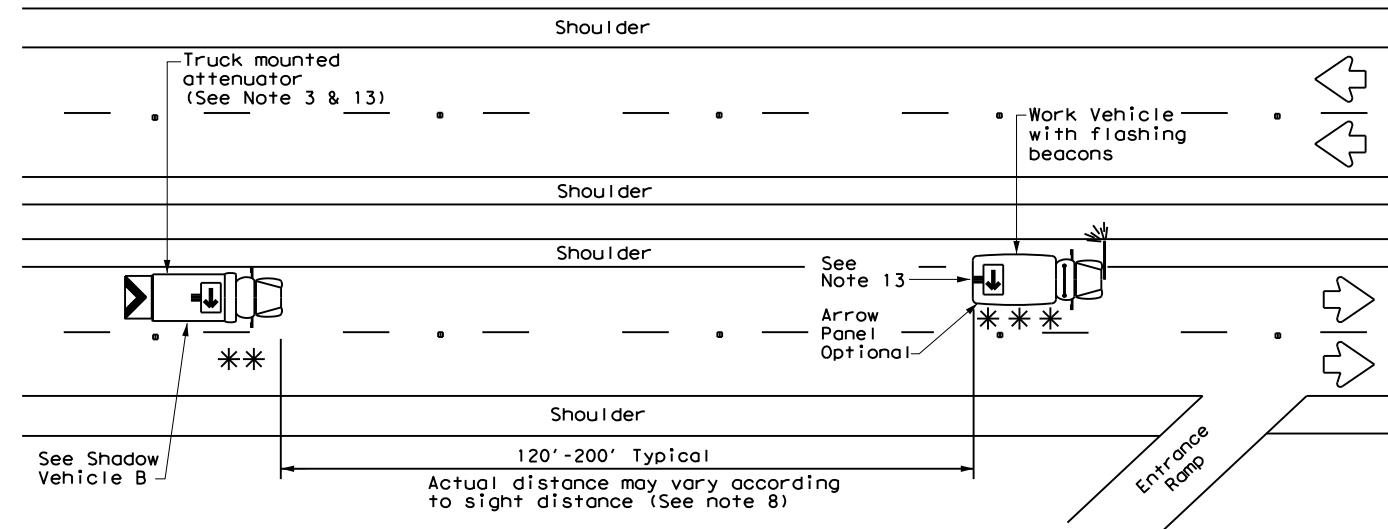 Shoulder
Truck mounted
attenuator
(See Note 3 & 13)
Work Vehicle
with flashing
beacons
Shoulder
Shoulder
See
Note 13
Arrow
Panel
Optional
**
***
Shoulder
See Shadow
Vehicle B
120'-200' Typical
Actual distance may vary according
to sight distance (See note 8)
Entrance
Ramp